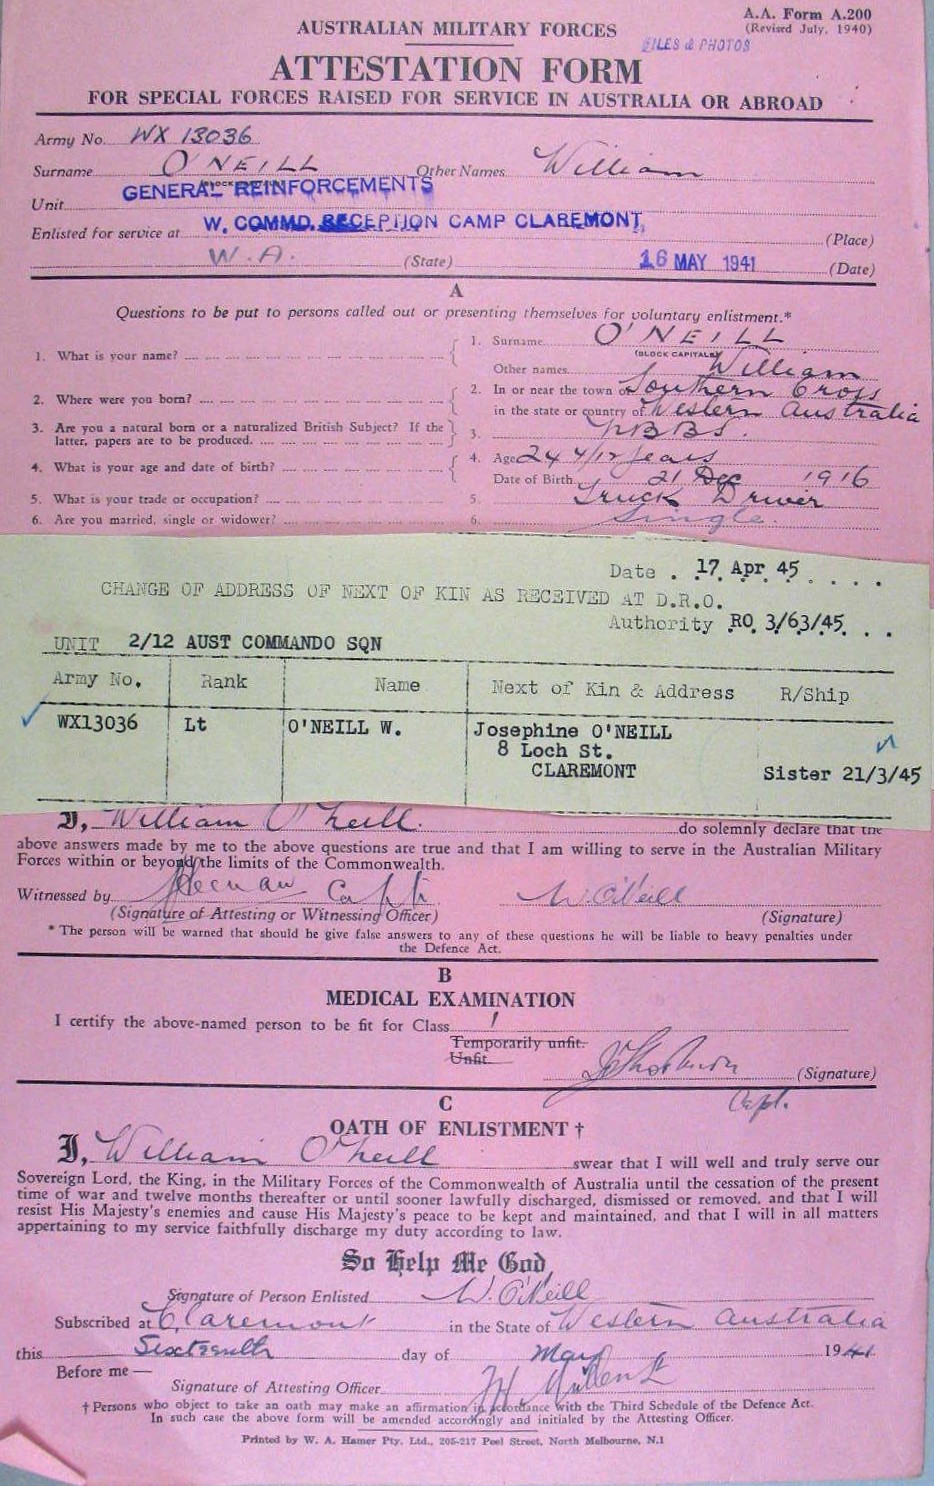 A.A. Form A.200
AUSTRALIAN MILITARY FORCES
(Revised July, 1940)
FILES & PHOTOS
ATTESTATION FORM
FOR SPECIAL FORCES RAISED FOR SERVICE IN AUSTRALIA OR ABROAD
Army No. WX 13036
Surname O'NEILL Other Names William
Unit GENERAL REINFORCEMENTS
Enlisted for service at W. COMMD. RECEPTION CAMP CLAREMONT, (Place)
W.A. (State) 16 MAY 1941 (Date)
A
Questions to be put to persons called out or presenting themselves for voluntary enlistment.*
1. What is your name? 1. Surname O'NEILL
(BLOCK CAPITALS)
Other names William
2. Where were you born? 2. In or near the town of Southern Cross
in the state or country of Western Australia
3. Are you a natural born or a naturalized British Subject? If the latter, papers are to be produced. 3. NBBS.
4. What is your age and date of birth? 4. Age 24 4/12 years
Date of Birth 21 Dec 1916
5. What is your trade or occupation? 5. Truck Driver
6. Are you married, single or widower? 6. Single.
Date . 17 Apr 45 . . . .
CHANGE OF ADDRESS OF NEXT OF KIN AS RECEIVED AT D.R.O.
Authority RO 3/63/45. . .
UNIT 2/12 AUST COMMANDO SQN
Army No. Rank Name Next of Kin & Address R/Ship
WX13036 Lt O'NEILL W. Josephine O'NEILL
8 Loch St.
CLAREMONT Sister 21/3/45
I, William O'Neill. do solemnly declare that the
above answers made by me to the above questions are true and that I am willing to serve in the Australian Military
Forces within or beyond the limits of the Commonwealth.
Witnessed by Capt W. O'Neill
(Signature of Attesting or Witnessing Officer) (Signature)
* The person will be warned that should he give false answers to any of these questions he will be liable to heavy penalties under
the Defence Act.
B
MEDICAL EXAMINATION
I certify the above-named person to be fit for Class 1
Temporarily unfit.
Unfit
(Signature)
Capt.
C
OATH OF ENLISTMENT †
I, William O'Neill swear that I will well and truly serve our
Sovereign Lord, the King, in the Military Forces of the Commonwealth of Australia until the cessation of the present
time of war and twelve months thereafter or until sooner lawfully discharged, dismissed or removed, and that I will
resist His Majesty's enemies and cause His Majesty's peace to be kept and maintained, and that I will in all matters
appertaining to my service faithfully discharge my duty according to law.
So Help Me God,
Signature of Person Enlisted W. O'Neill
Subscribed at Claremont in the State of Western Australia
this Sixteenth day of May 1941.
Before me —
Signature of Attesting Officer
† Persons who object to take an oath may make an affirmation in accordance with the Third Schedule of the Defence Act.
In such case the above form will be amended accordingly and initialed by the Attesting Officer.
Printed by W. A. Hamer Pty. Ltd., 205-217 Peel Street, North Melbourne, N.1